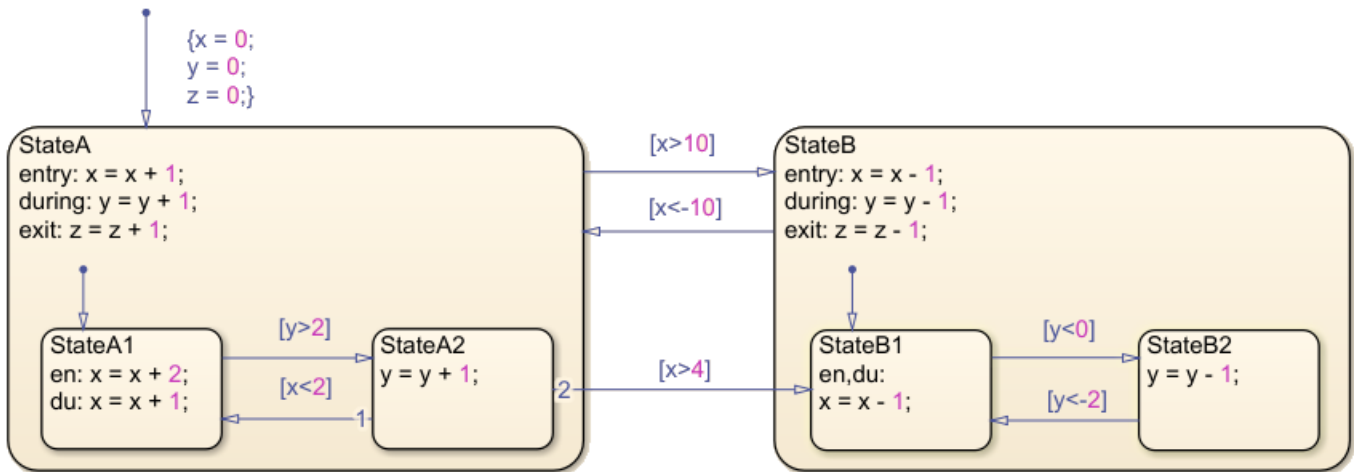 {x = 0;
y = 0;
z = 0;}
StateA
entry: x = x + 1;
during: y = y + 1;
exit: z = z + 1;
[x>10]
[x<-10]
StateB
entry: x = x - 1;
during: y = y - 1;
exit: z = z - 1;
StateA1
en: x = x + 2;
du: x = x + 1;
[y>2]
[x<2]
1
StateA2
y = y + 1;
2
[x>4]
StateB1
en,du:
x = x - 1;
[y<0]
[y<-2]
StateB2
y = y - 1;